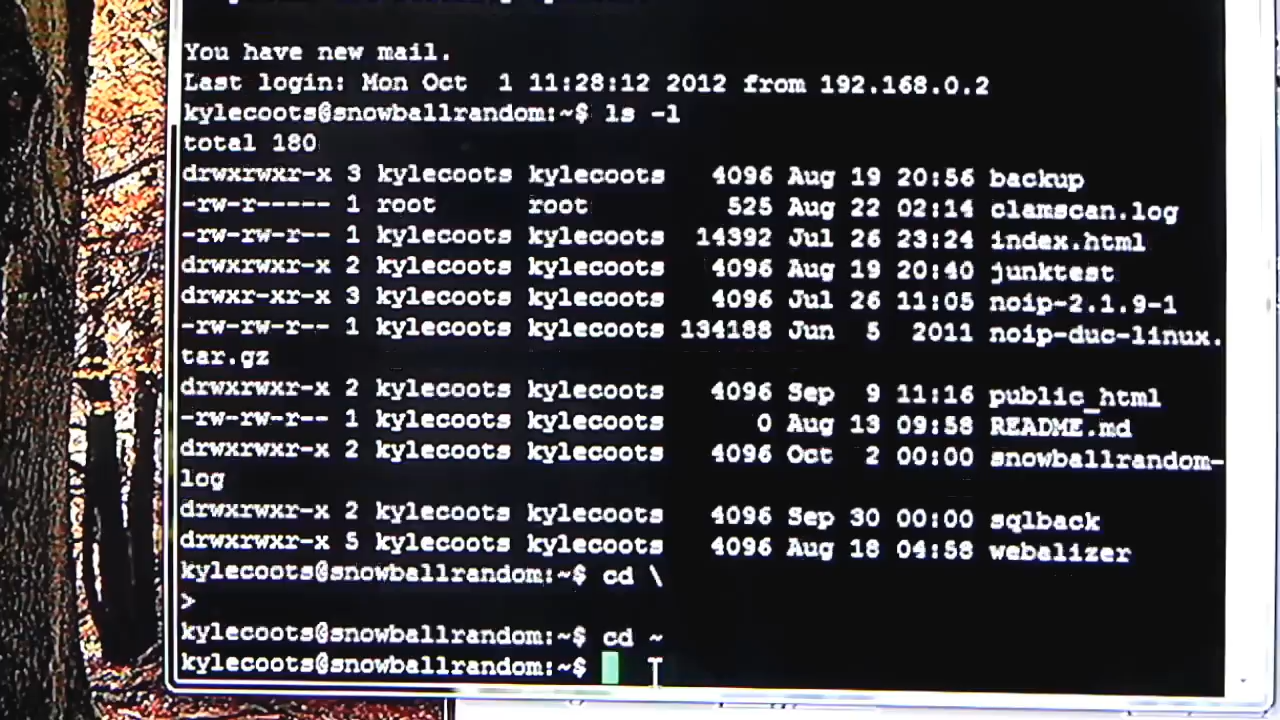 You have new mail.
Last login: Mon Oct  1 11:28:12 2012 from 192.168.0.2
kylecoots@snowballrandom:~$ ls -l
total 180
drwxrwxr-x 3 kylecoots kylecoots   4096 Aug 19 20:56 backup
-rw-r----- 1 root      root         525 Aug 22 02:14 clamscan.log
-rw-rw-r-- 1 kylecoots kylecoots  14392 Jul 26 23:24 index.html
drwxrwxr-x 2 kylecoots kylecoots   4096 Aug 19 20:40 junktest
drwxr-xr-x 3 kylecoots kylecoots   4096 Jul 26 11:05 noip-2.1.9-1
-rw-rw-r-- 1 kylecoots kylecoots 134188 Jun  5  2011 noip-duc-linux.
tar.gz
drwxrwxr-x 2 kylecoots kylecoots   4096 Sep  9 11:16 public_html
-rw-rw-r-- 1 kylecoots kylecoots      0 Aug 13 09:58 README.md
drwxrwxr-x 2 kylecoots kylecoots   4096 Oct  2 00:00 snowballrandom-
log
drwxrwxr-x 2 kylecoots kylecoots   4096 Sep 30 00:00 sqlback
drwxrwxr-x 5 kylecoots kylecoots   4096 Aug 18 04:58 webalizer
kylecoots@snowballrandom:~$ cd \
>
kylecoots@snowballrandom:~$ cd ~
kylecoots@snowballrandom:~$